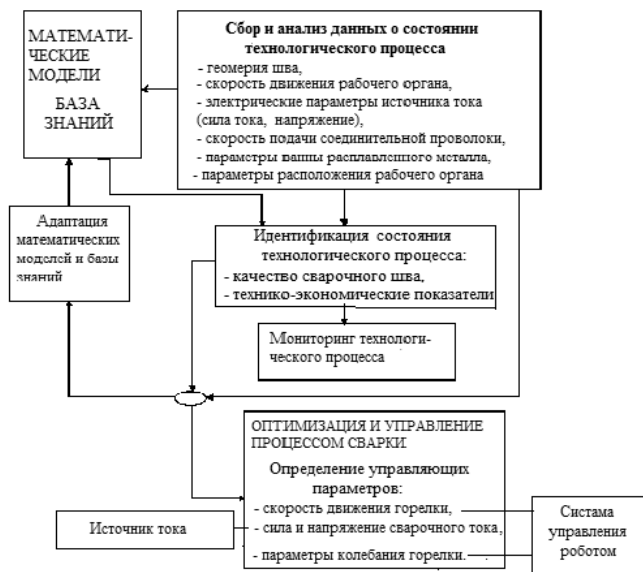 МАТЕМАТИ-
ЧЕСКИЕ
МОДЕЛИ
БАЗА
ЗНАНИЙ
Сбор и анализ данных о состоянии
технологического процесса
- геомерия шва,
- скорость движения рабочего органа,
- электрические параметры источника тока
(сила тока, напряжение),
- скорость подачи соединительной проволоки,
- параметры ванны расплавленного металла,
- параметры расположения рабочего органа
Адаптация
математических
моделей и базы
знаний
Идентификация состояния
технологического процесса:
- качество сварочного шва,
- технико-экономические показатели
Мониторинг технологи-
ческого процесса
ОПТИМИЗАЦИЯ И УПРАВЛЕНИЕ
ПРОЦЕССОМ СВАРКИ
Определение управляющих
параметров:
- скорость движения горелки,
- сила и напряжение сварочного тока,
- параметры колебания горелки.
Источник тока
Систама
управления
роботом